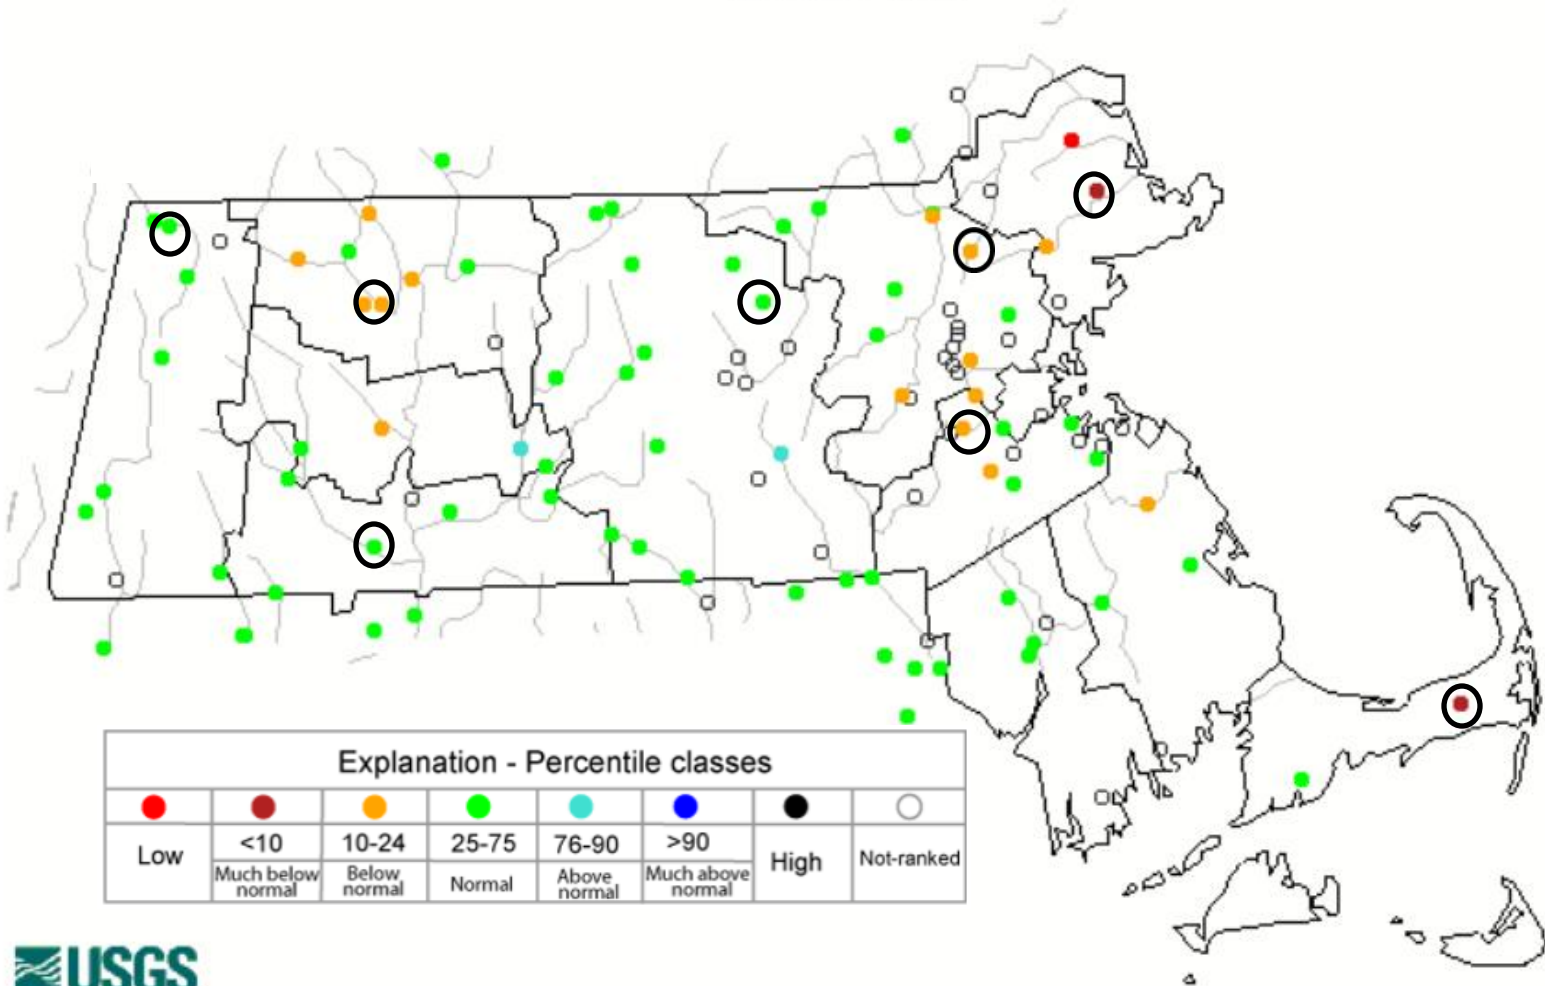 Explanation - Percentile classes
Low
<10
10-24
25-75
76-90
>90
High
Not-ranked
Much below
normal
Below
normal
Normal
Above
normal
Much above
normal
USGS